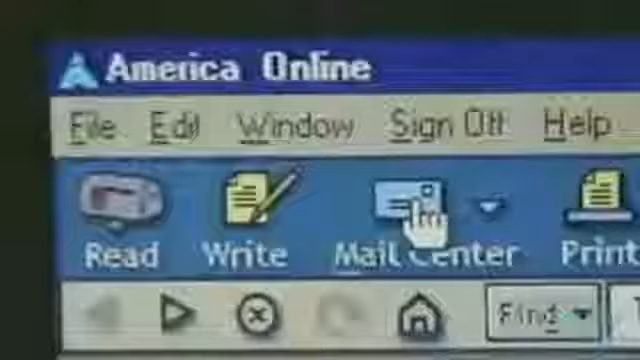 America Online
File Edit Window Sign Off Help
Read Write Mail Center Print
Find